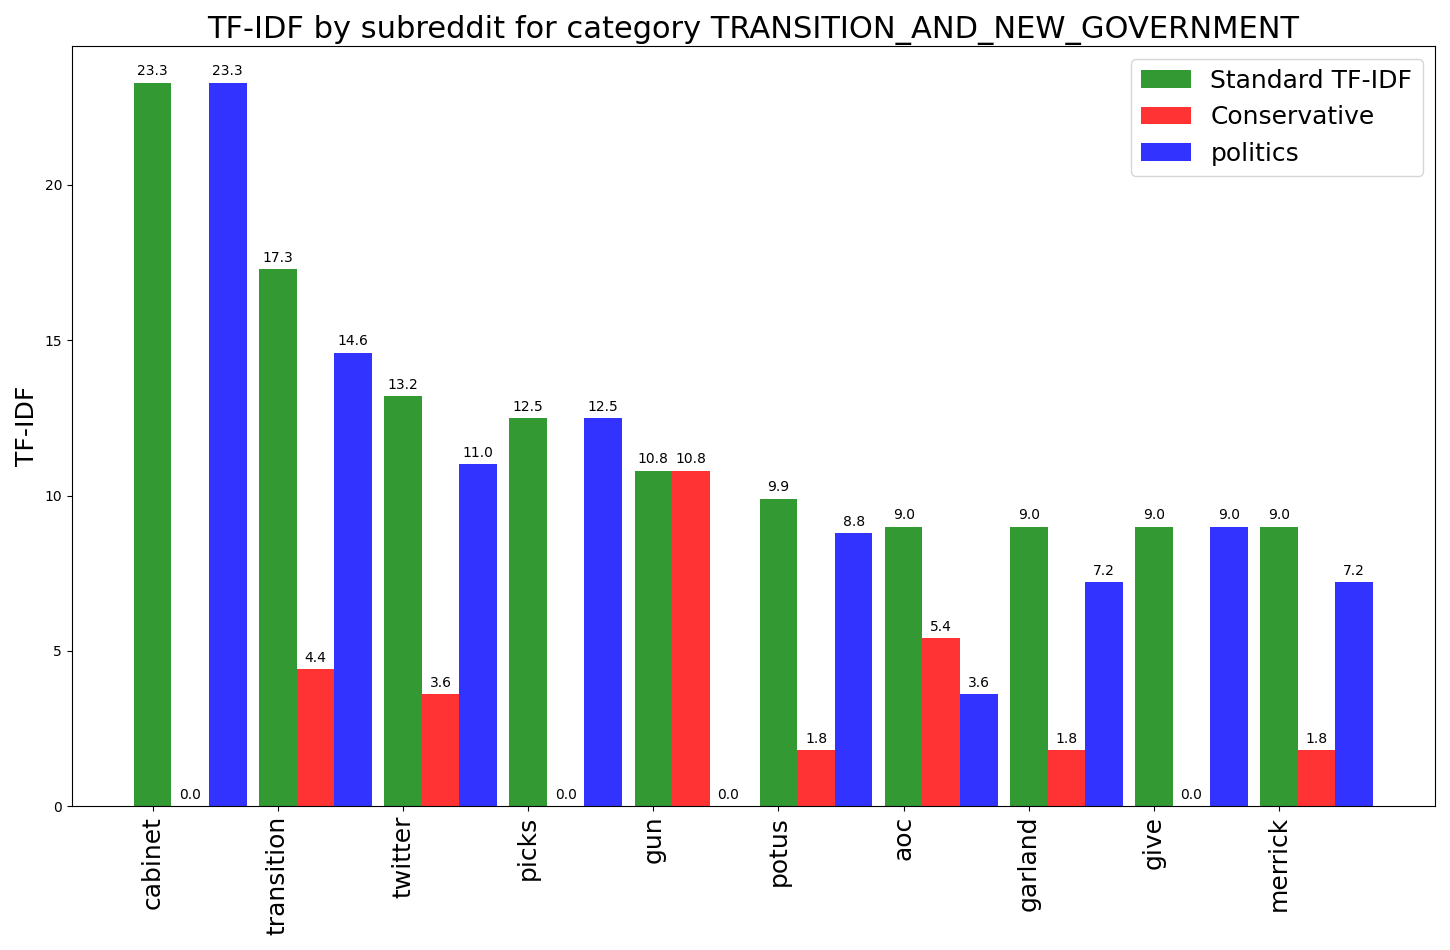 TF-IDF by subreddit for category TRANSITION_AND_NEW_GOVERNMENT
Standard TF-IDF
Conservative
politics
TF-IDF
20
15
10
5
0
23.3
0.0
23.3
17.3
4.4
14.6
13.2
3.6
11.0
12.5
0.0
12.5
10.8
10.8
0.0
9.9
1.8
8.8
9.0
5.4
3.6
9.0
1.8
7.2
9.0
0.0
9.0
9.0
1.8
7.2
cabinet
transition
twitter
picks
gun
potus
aoc
garland
give
merrick